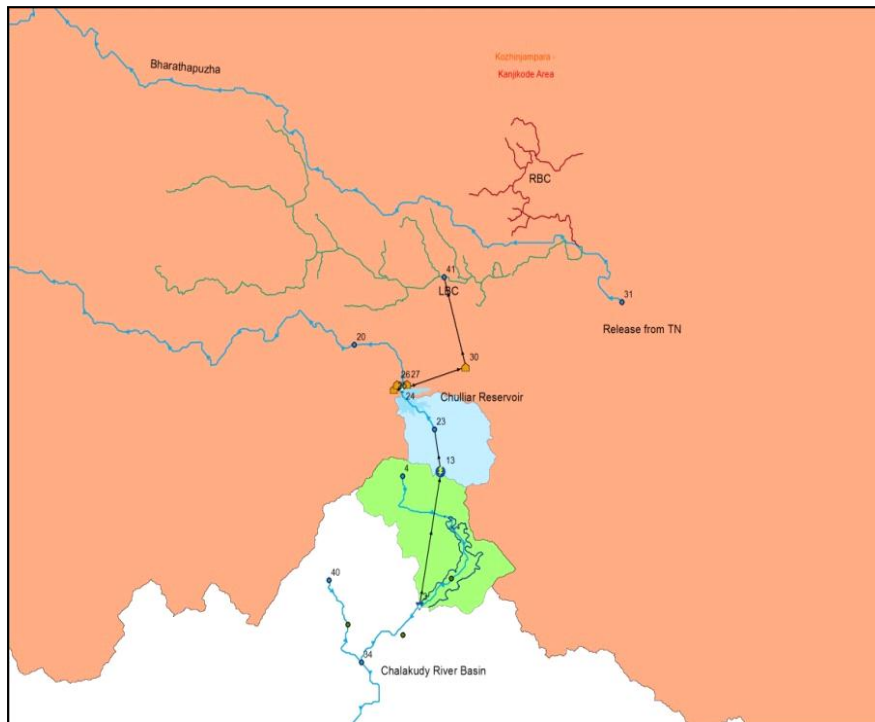 Bharathapuzha
Kozhinjampara -
Kanjikode Area
RBC
41
LBC
31
Release from TN
20
30
2627
24
Chulliar Reservoir
23
13
4
40
34
Chalakudy River Basin